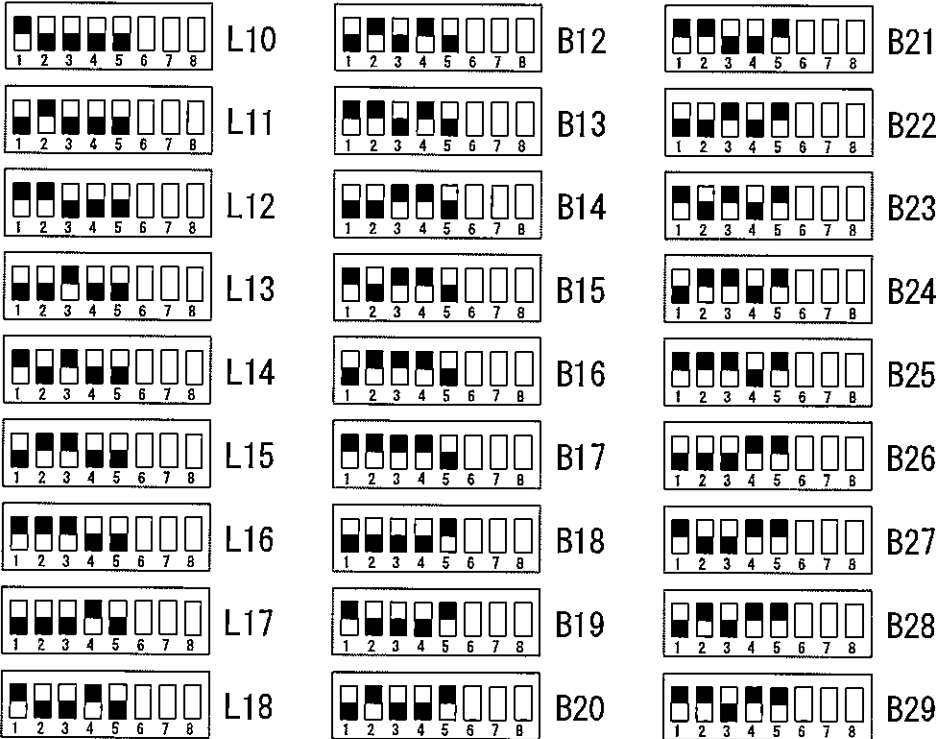 1 2 3 4 5 6 7 8 L10 1 2 3 4 5 6 7 8 B12 1 2 3 4 5 6 7 8 B21
1 2 3 4 5 6 7 8 L11 1 2 3 4 5 6 7 8 B13 1 2 3 4 5 6 7 8 B22
1 2 3 4 5 6 7 8 L12 1 2 3 4 5 6 7 8 B14 1 2 3 4 5 6 7 8 B23
1 2 3 4 5 6 7 8 L13 1 2 3 4 5 6 7 8 B15 1 2 3 4 5 6 7 8 B24
1 2 3 4 5 6 7 8 L14 1 2 3 4 5 6 7 8 B16 1 2 3 4 5 6 7 8 B25
1 2 3 4 5 6 7 8 L15 1 2 3 4 5 6 7 8 B17 1 2 3 4 5 6 7 8 B26
1 2 3 4 5 6 7 8 L16 1 2 3 4 5 6 7 8 B18 1 2 3 4 5 6 7 8 B27
1 2 3 4 5 6 7 8 L17 1 2 3 4 5 6 7 8 B19 1 2 3 4 5 6 7 8 B28
1 2 3 4 5 6 7 8 L18 1 2 3 4 5 6 7 8 B20 1 2 3 4 5 6 7 8 B29